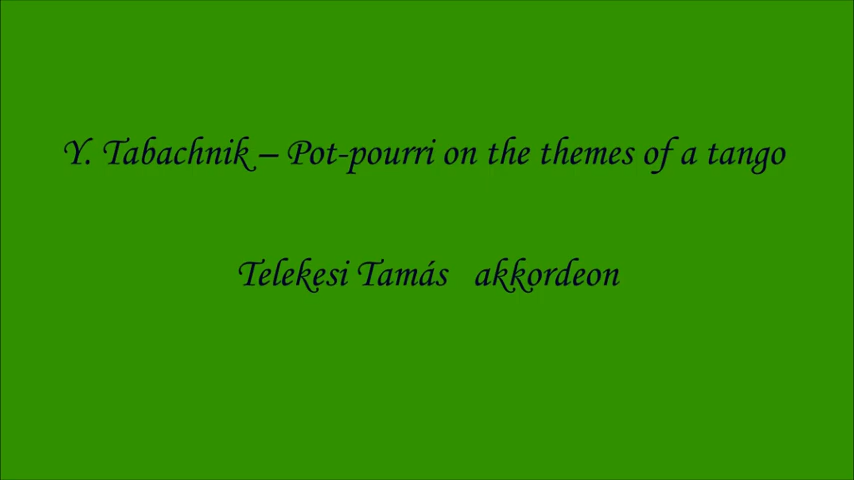 Y. Tabachnik – Pot-pourri on the themes of a tango
Telekesi Tamás akkordeon